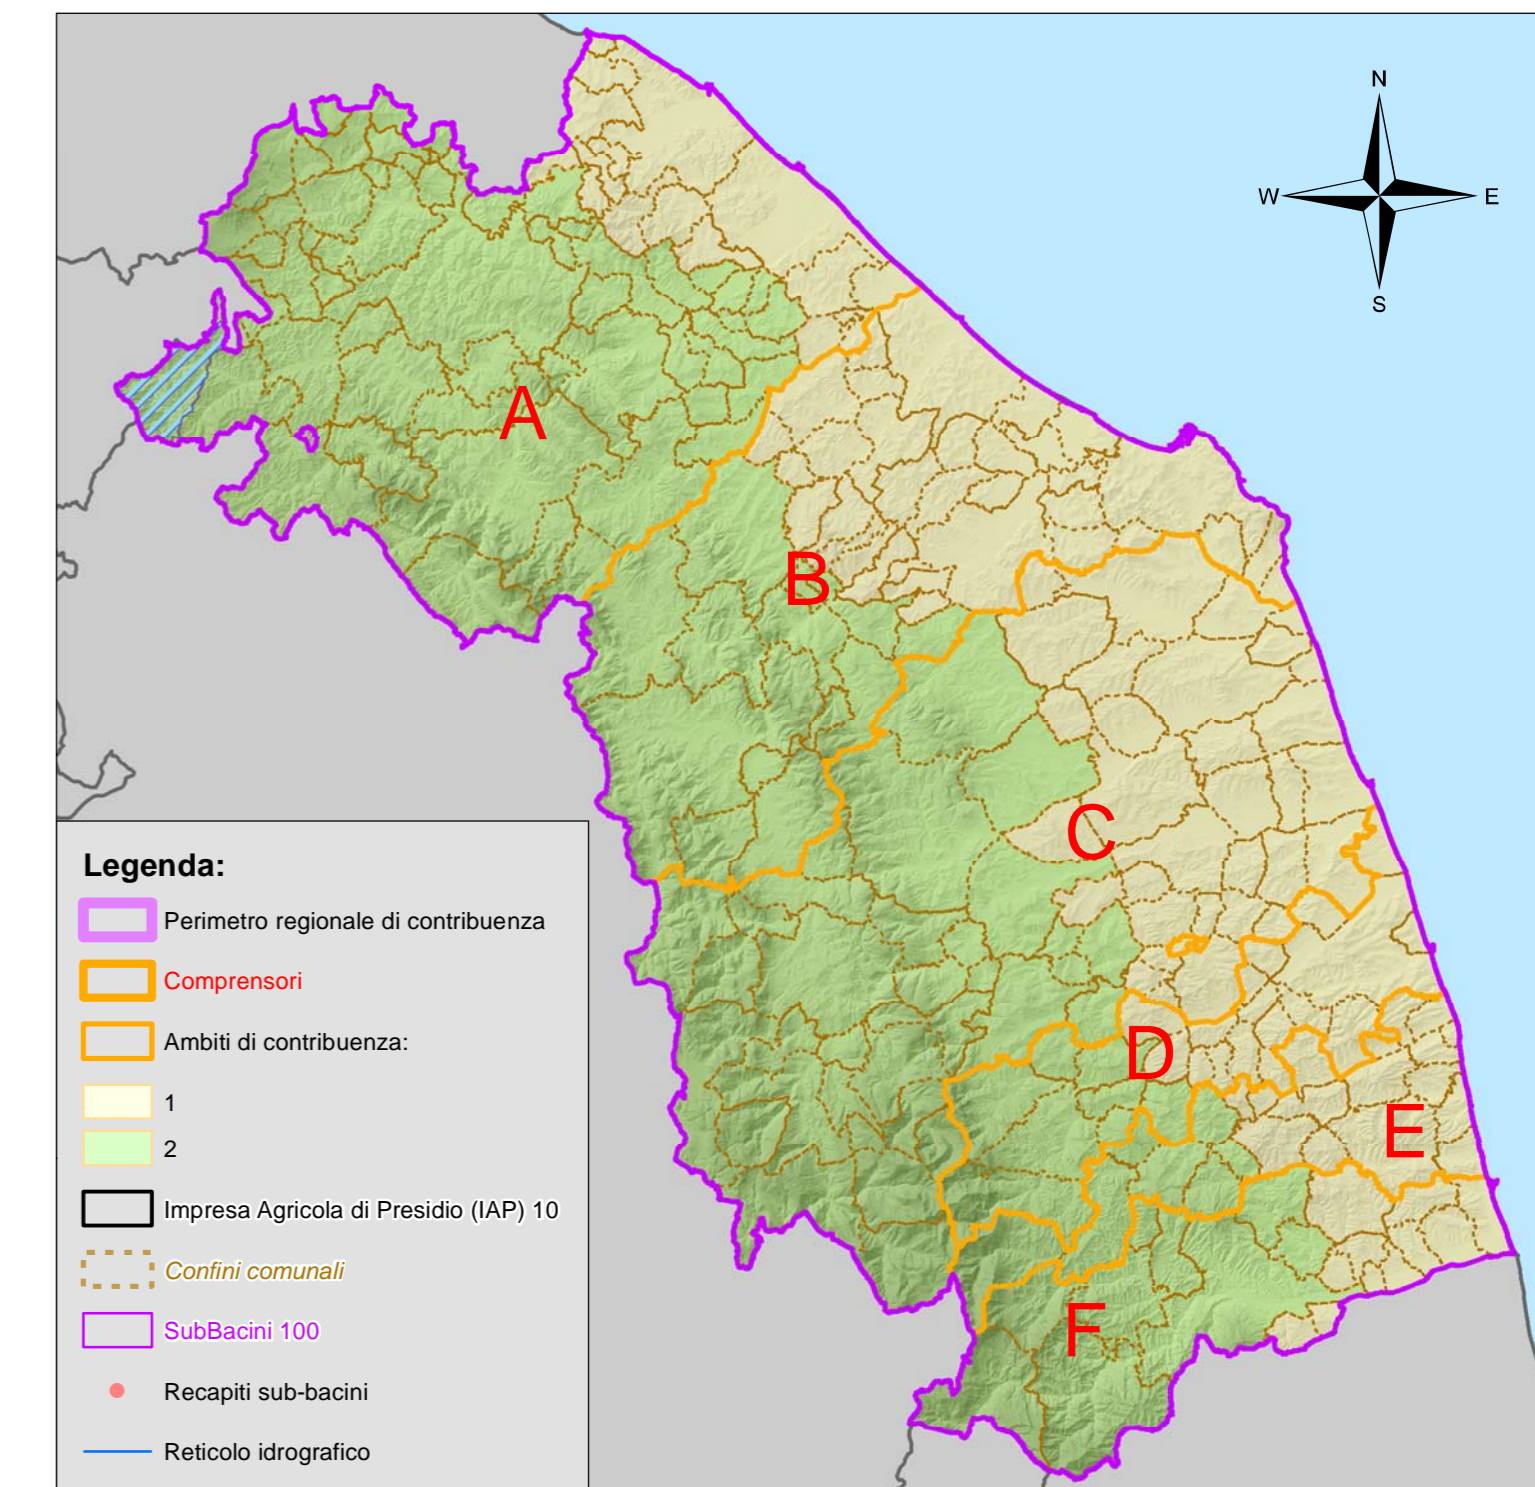 N
W E
S
A
B
C
D
E
F
Legenda:
Perimetro regionale di contribuenza
Comprensori
Ambiti di contribuenza:
1
2
Impresa Agricola di Presidio (IAP) 10
Confini comunali
SubBacini 100
Recapiti sub-bacini
Reticolo idrografico